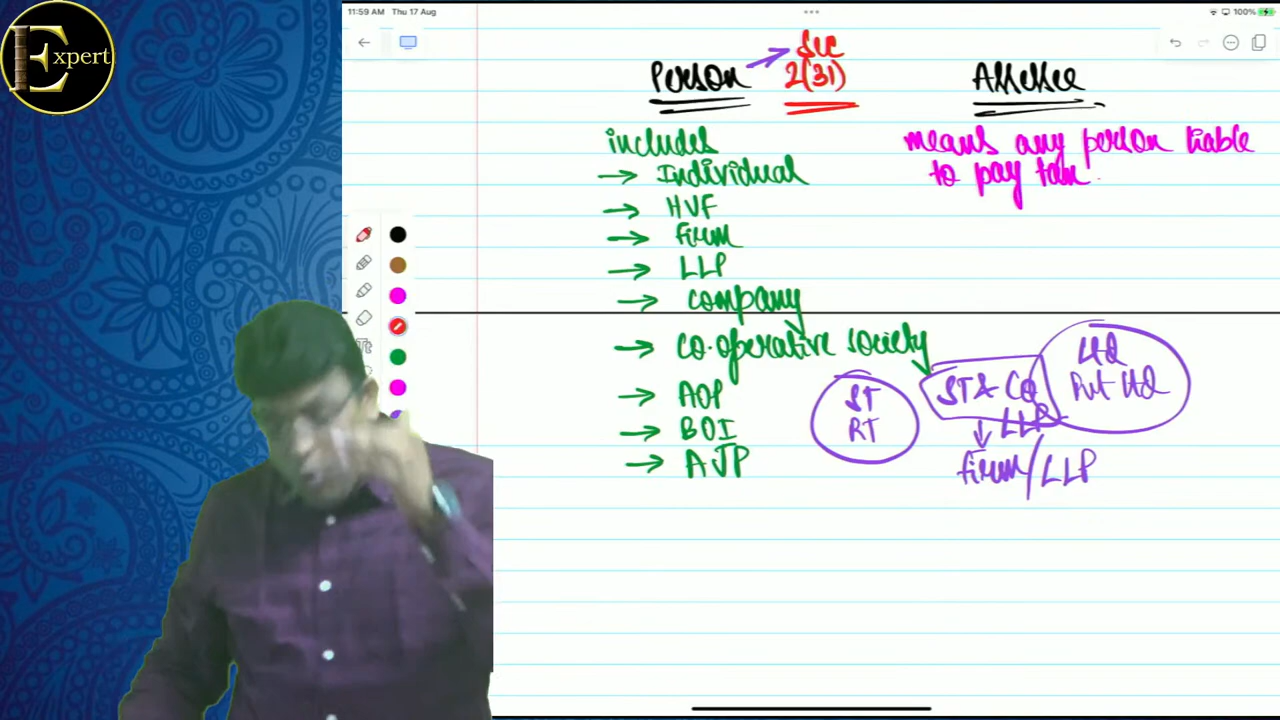 11:59 AM Thu 17 Aug
100%
Expert
Person
Sec
2(31)
Assessee
includes
→ Individual
→ HUF
→ firm
→ LLP
→ company
→ co.operative society
→ AOP
→ BOI
→ AJP
means any person liable
to pay tax.
ST
RT
ST & Co
LLP
firm/LLP
Ltd
Pvt Ltd